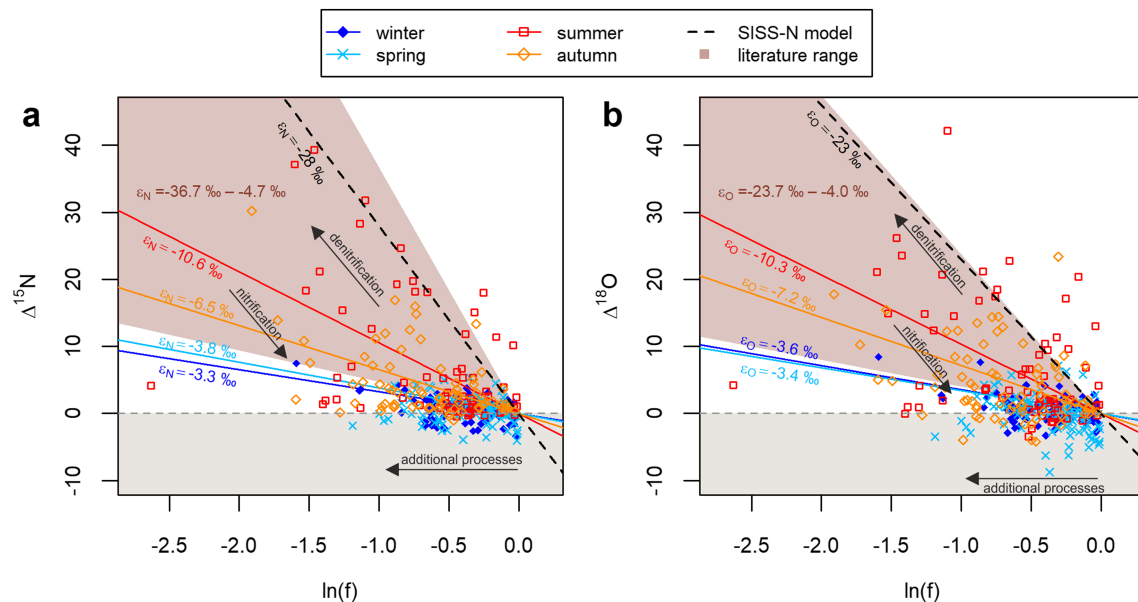 winter
summer
SISS-N model
spring
autumn
literature range
a
40
30
20
10
0
-10
Δ15N
εN = -28 ‰
εN =-36.7 ‰ – -4.7 ‰
denitrification
εN = -10.6 ‰
nitrification
εN = -6.5 ‰
εN = -3.8 ‰
εN = -3.3 ‰
additional processes
-2.5 -2.0 -1.5 -1.0 -0.5 0.0
ln(f)
b
40
30
20
10
0
-10
Δ18O
εO = -23 ‰
εO =-23.7 ‰ – -4.0 ‰
denitrification
εO = -10.3 ‰
εO = -7.2 ‰
nitrification
εO = -3.6 ‰
εO = -3.4 ‰
additional processes
-2.5 -2.0 -1.5 -1.0 -0.5 0.0
ln(f)